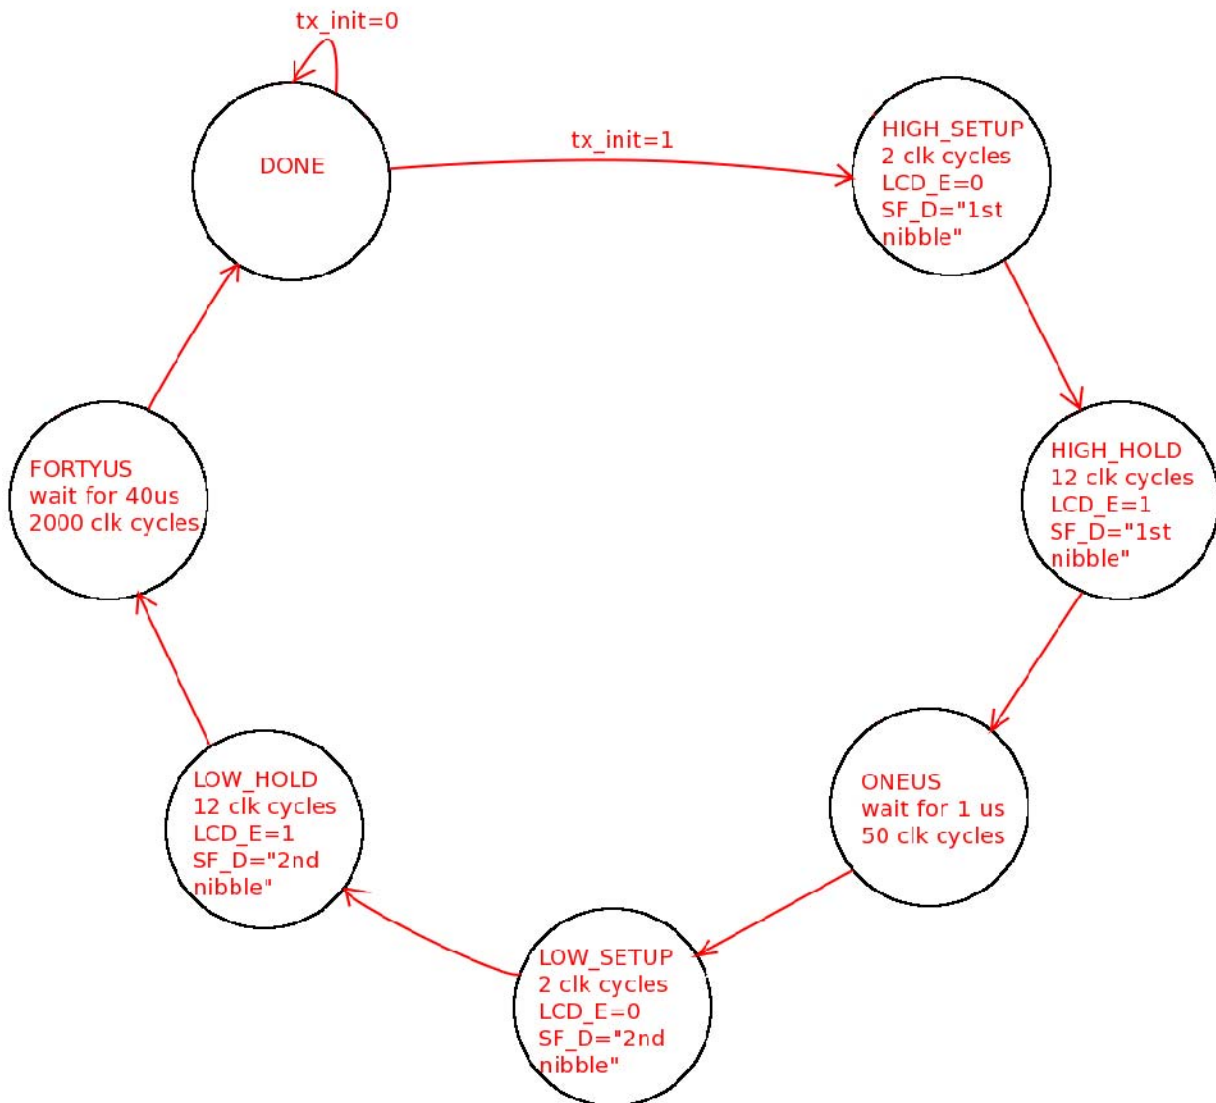 tx_init=0
DONE
tx_init=1
HIGH_SETUP
2 clk cycles
LCD_E=0
SF_D="1st
nibble"
HIGH_HOLD
12 clk cycles
LCD_E=1
SF_D="1st
nibble"
ONEUS
wait for 1 us
50 clk cycles
LOW_SETUP
2 clk cycles
LCD_E=0
SF_D="2nd
nibble"
LOW_HOLD
12 clk cycles
LCD_E=1
SF_D="2nd
nibble"
FORTYUS
wait for 40us
2000 clk cycles